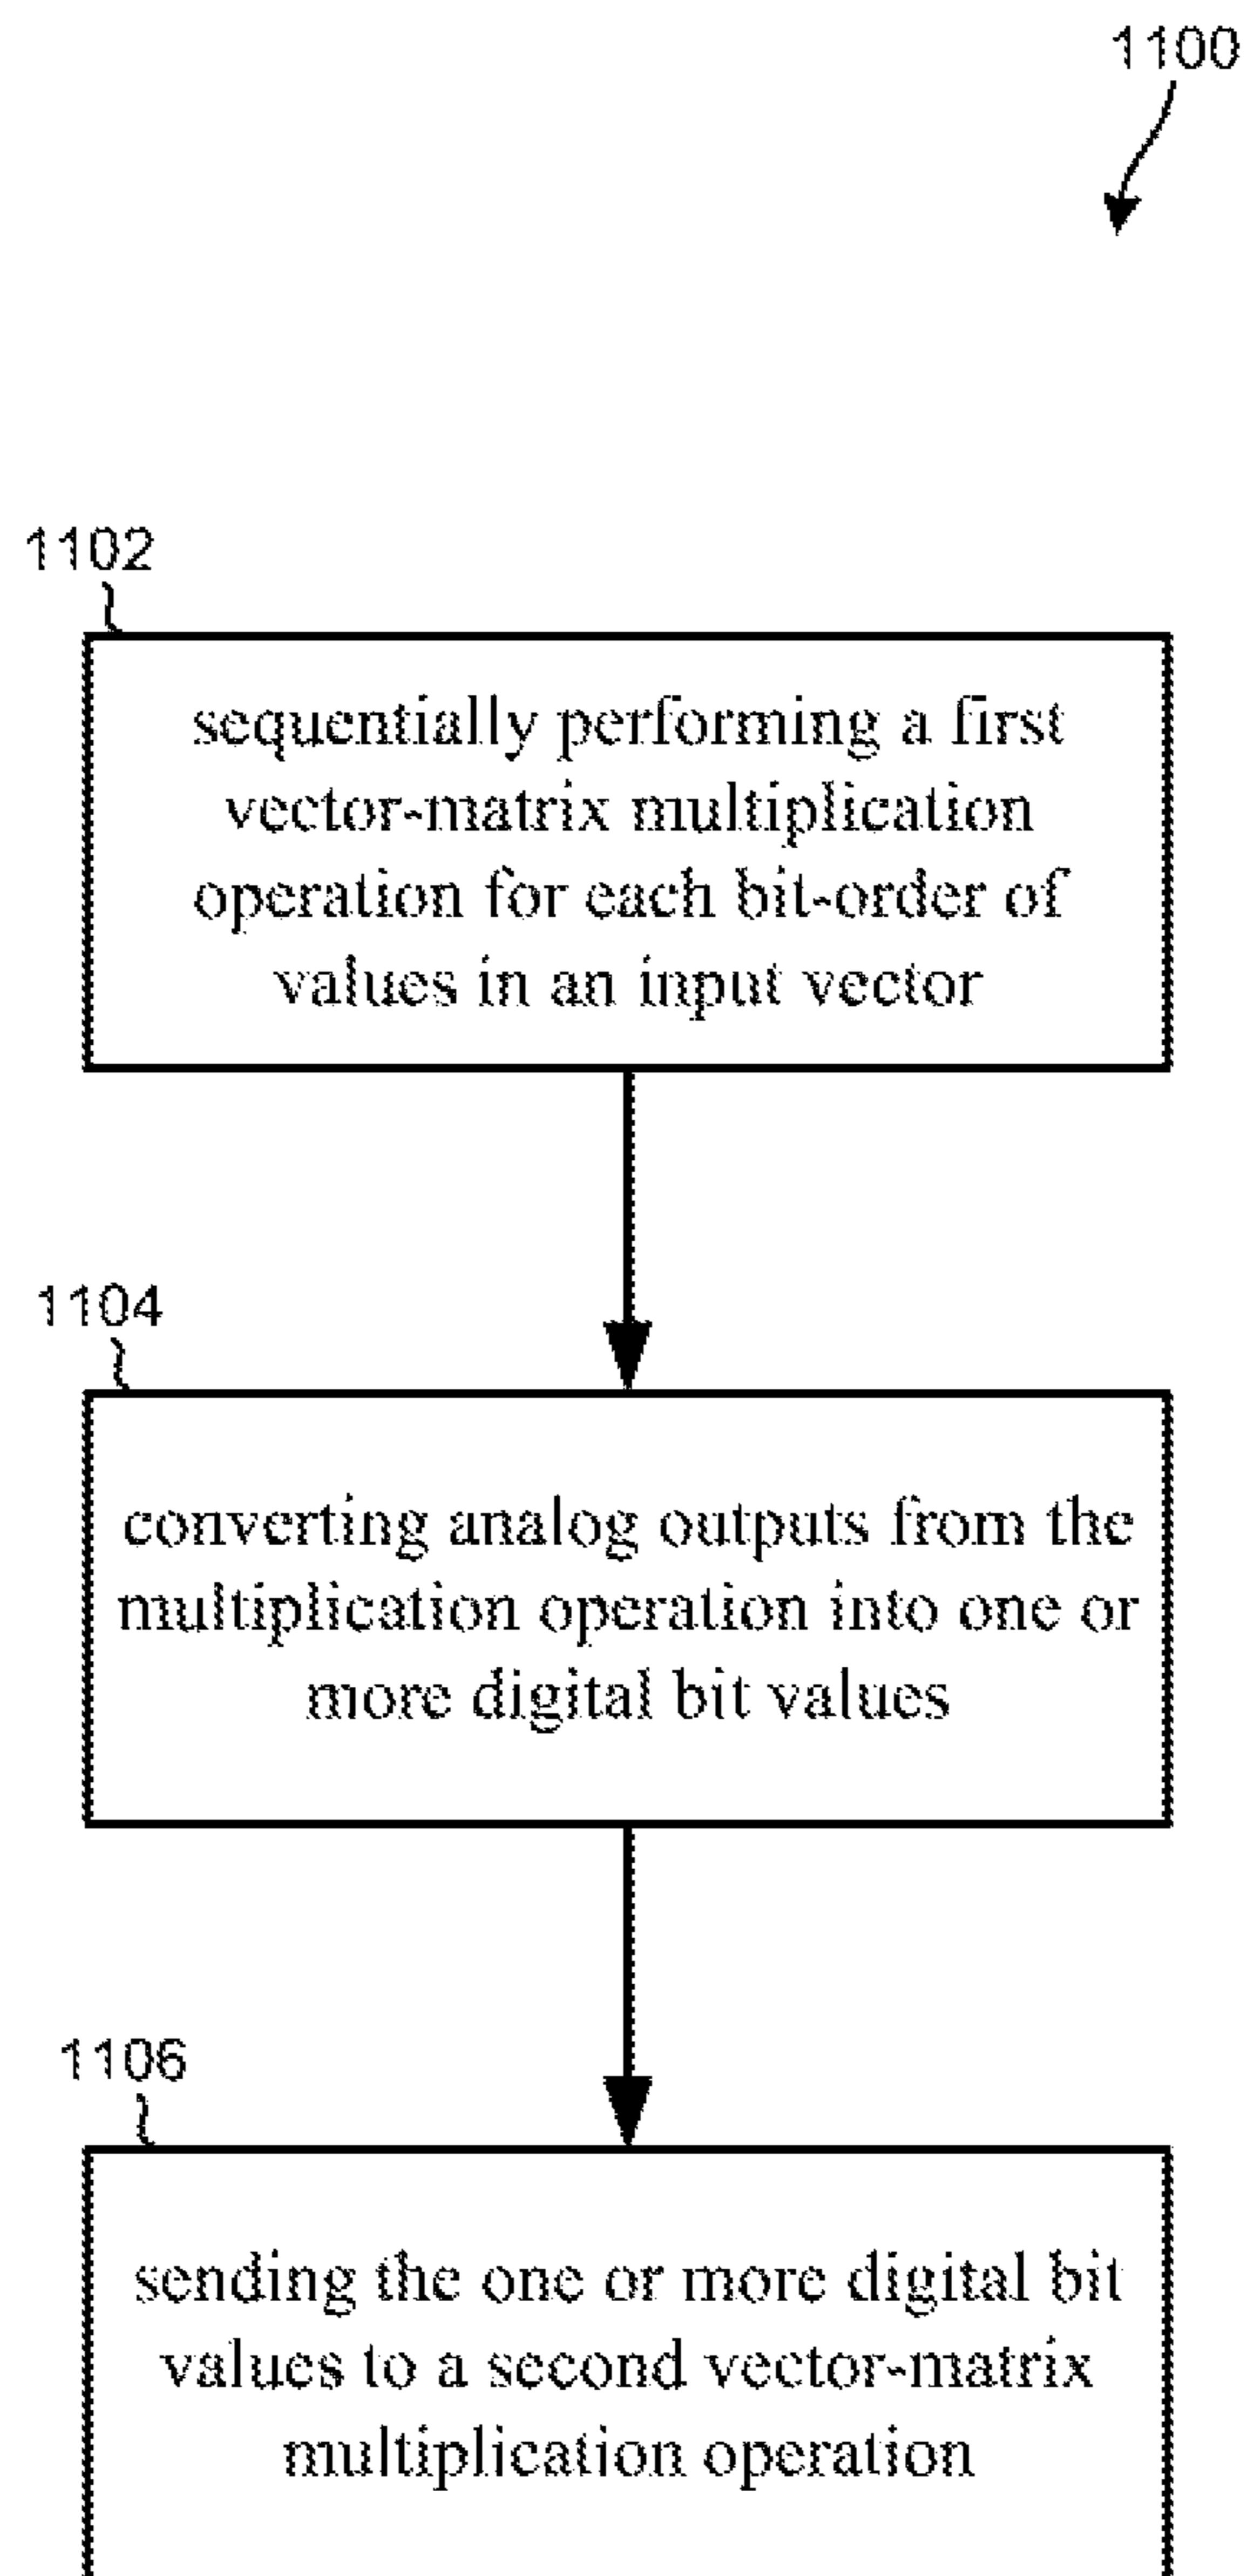 1100
1102
sequentially performing a first
vector-matrix multiplication
operation for each bit-order of
values in an input vector
1104
converting analog outputs from the
multiplication operation into one or
more digital bit values
1106
sending the one or more digital bit
values to a second vector-matrix
multiplication operation